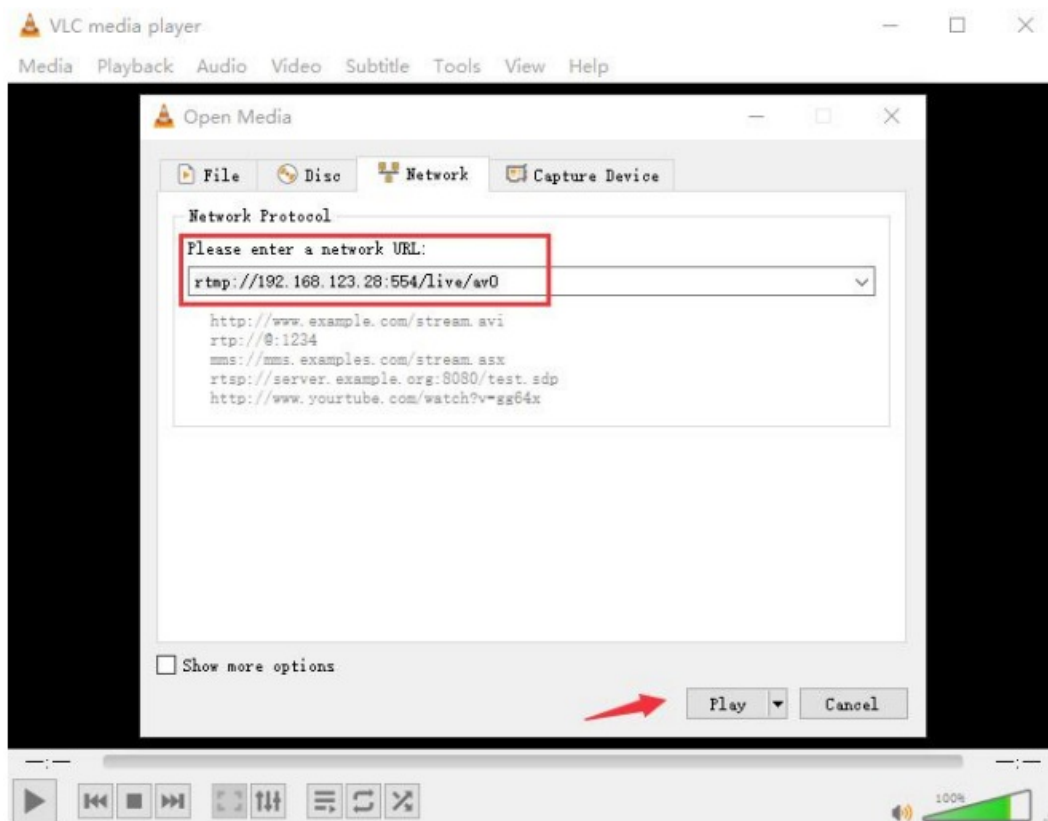 VLC media player
Media Playback Audio Video Subtitle Tools View Help
Open Media
File Disc Network Capture Device
Network Protocol
Please enter a network URL:
rtmp://192.168.123.28:554/live/av0
http://www.example.com/stream.avi
rtp://@:1234
mms://mms.examples.com/stream.asx
rtsp://server.example.org:8080/test.sdp
http://www.yourtube.com/watch?v=gg64x
Show more options
Play Cancel
--:-- --:--
100%